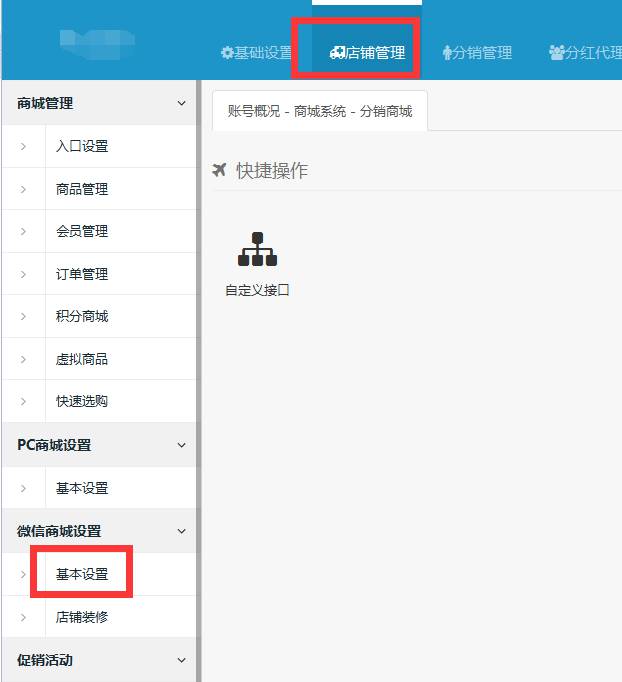 基础设置 店铺管理 分销管理 分红代理
商城管理
入口设置
商品管理
会员管理
订单管理
积分商城
虚拟商品
快速选购
PC商城设置
基本设置
微信商城设置
基本设置
店铺装修
促销活动
账号概况 - 商城系统 - 分销商城
快捷操作
自定义接口